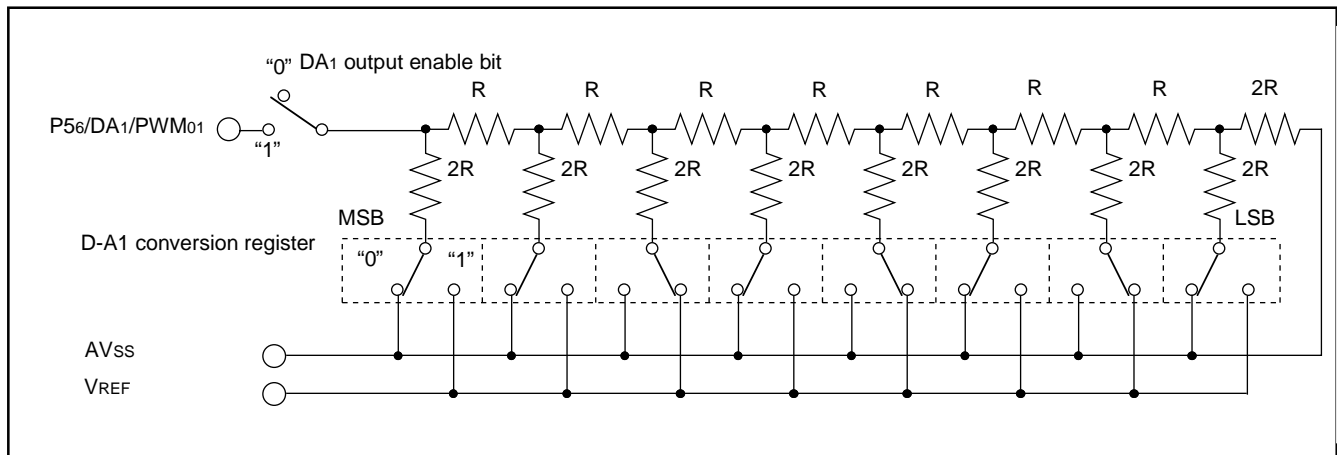 “0” DA1 output enable bit
R R R R R R R 2R
P56/DA1/PWM01
“1”
2R 2R 2R 2R 2R 2R 2R 2R
MSB LSB
D-A1 conversion register
“0” “1”
AVSS
VREF